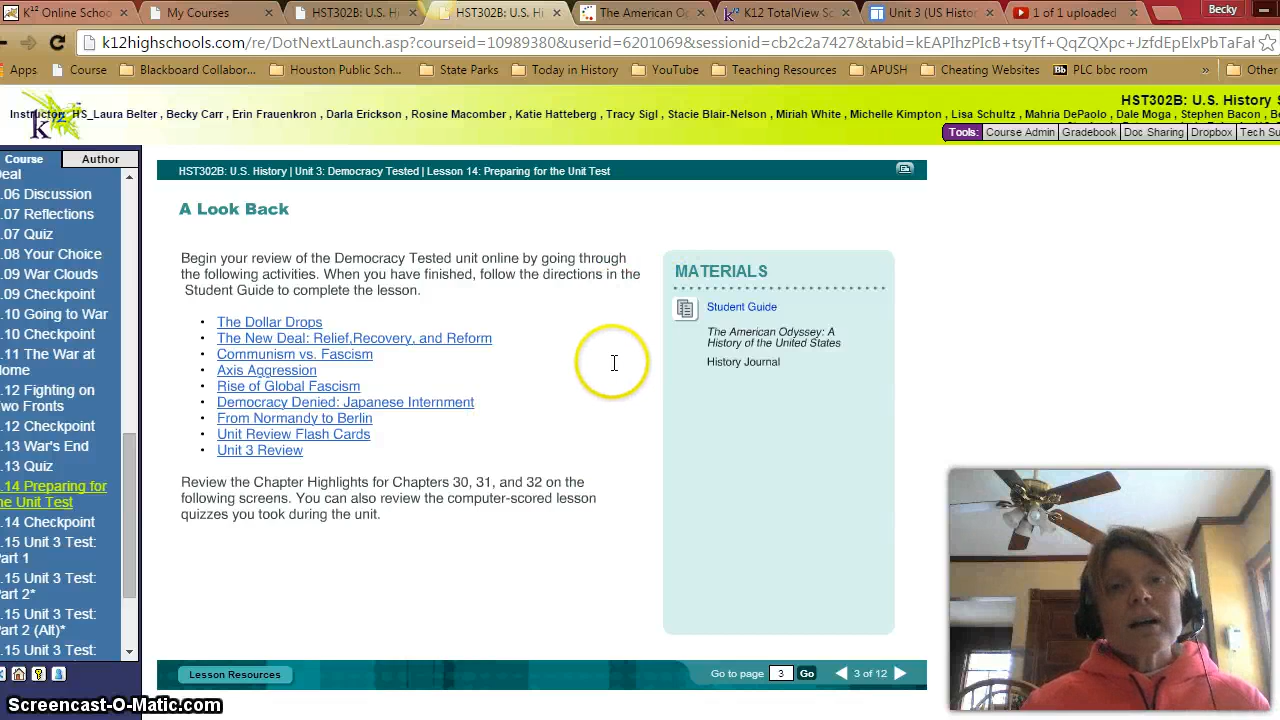 K¹² Online Schoo
My Courses
HST302B: U.S. Hi
HST302B: U.S. Hi
The American O
K12 TotalView Sc
Unit 3 (US Histor
1 of 1 uploaded
Becky
k12highschools.com/re/DotNextLaunch.asp?courseid=10989380&userid=6201069&sessionid=cb2c2a7427&tabid=
Apps
Course
Blackboard Collabor...
Houston Public Sch...
State Parks
Today in History
YouTube
Teaching Resources
APUSH
Cheating Websites
Bb PLC bbc room
»
Other
HST302B: U.S. History S
Instructor: HS_Laura Belter, Becky Carr, Erin Frauenkron, Darla Erickson, Rosine Macomber, Katie Hatteberg, Tracy Sigl, Stacie Blair-Nelson, Miriah White, Michelle Kimpton, Lisa Schultz, Mahria DePaolo, Dale Moga, Stephen Bacon, Be
k12
Tools: Course Admin Gradebook Doc Sharing Dropbox Tech Su
Course Author
Deal
.06 Discussion
.07 Reflections
.07 Quiz
.08 Your Choice
.09 War Clouds
.09 Checkpoint
.10 Going to War
.10 Checkpoint
.11 The War at
Home
.12 Fighting on
Two Fronts
.12 Checkpoint
.13 War's End
.13 Quiz
.14 Preparing for
the Unit Test
.14 Checkpoint
.15 Unit 3 Test:
Part 1
.15 Unit 3 Test:
Part 2*
.15 Unit 3 Test:
Part 2 (Alt)*
.15 Unit 3 Test:
HST302B: U.S. History | Unit 3: Democracy Tested | Lesson 14: Preparing for the Unit Test
A Look Back
Begin your review of the Democracy Tested unit online by going through
the following activities. When you have finished, follow the directions in the
Student Guide to complete the lesson.
• The Dollar Drops
• The New Deal: Relief,Recovery, and Reform
• Communism vs. Fascism
• Axis Aggression
• Rise of Global Fascism
• Democracy Denied: Japanese Internment
• From Normandy to Berlin
• Unit Review Flash Cards
• Unit 3 Review
Review the Chapter Highlights for Chapters 30, 31, and 32 on the
following screens. You can also review the computer-scored lesson
quizzes you took during the unit.
MATERIALS
Student Guide
The American Odyssey: A
History of the United States
History Journal
Lesson Resources
Go to page 3 Go 3 of 12
Screencast-O-Matic.com